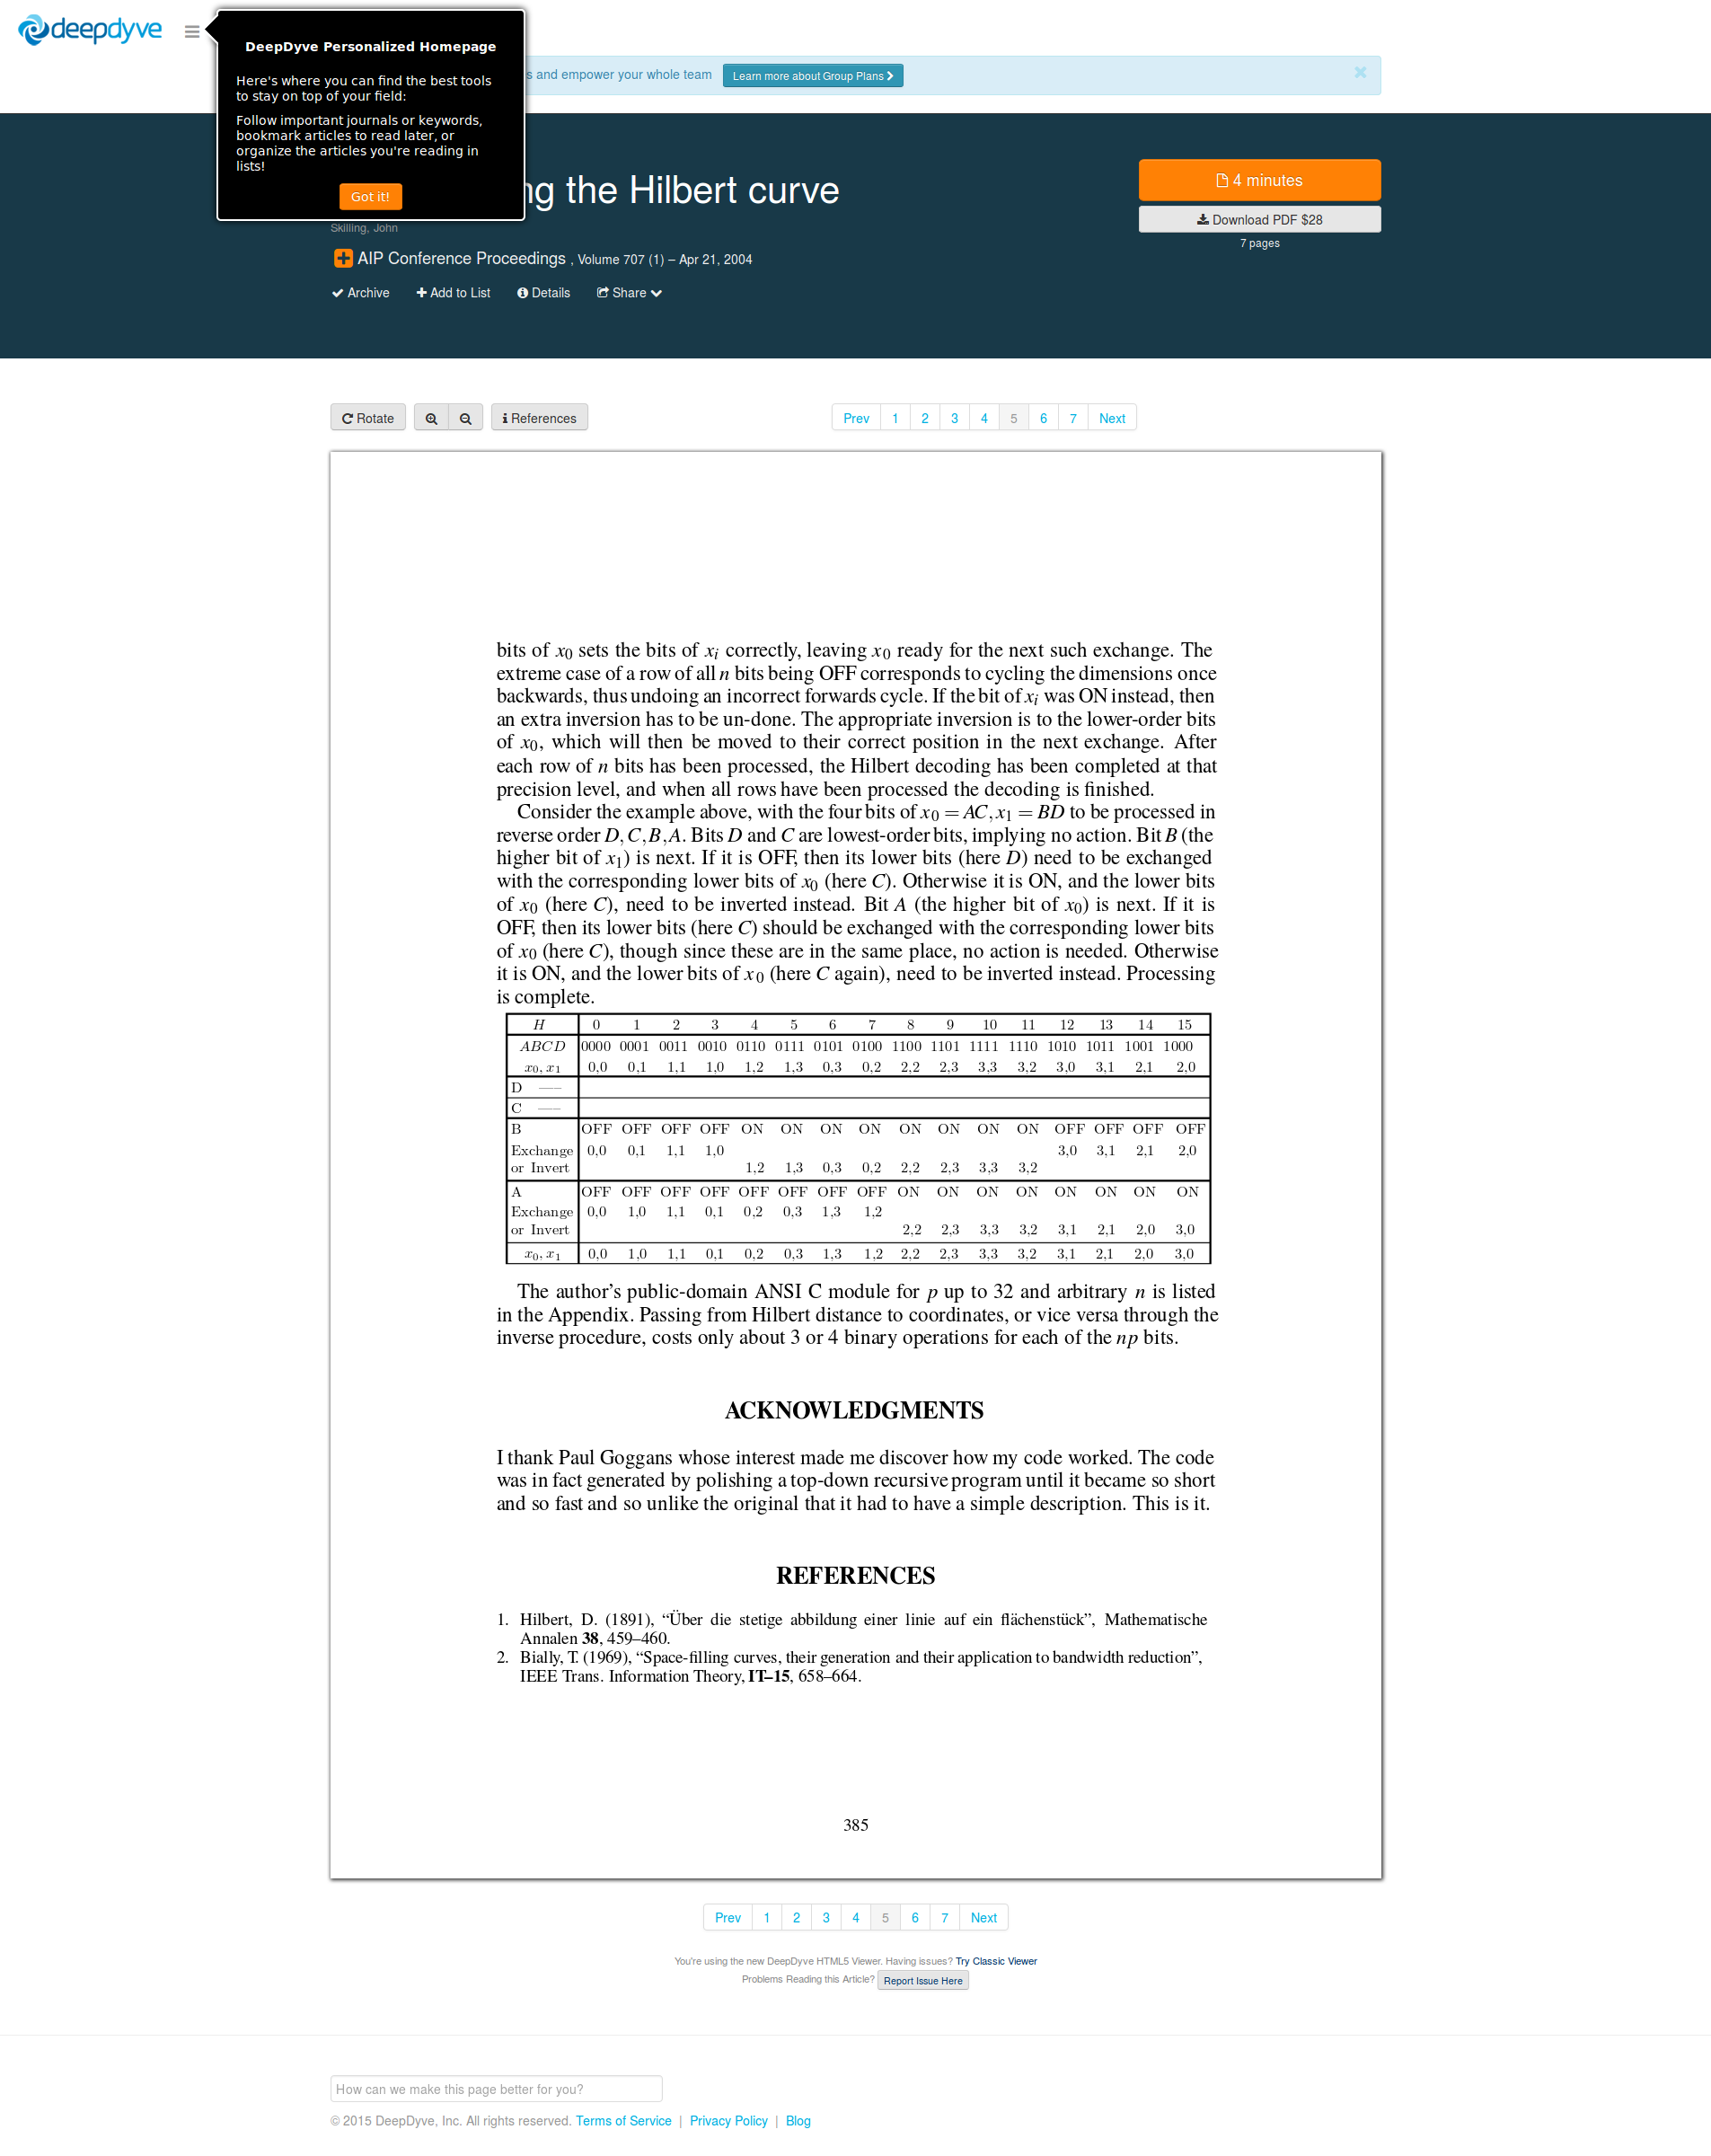 deepdyve
DeepDyve Personalized Homepage
Here's where you can find the best tools
to stay on top of your field:
Follow important journals or keywords,
bookmark articles to read later, or
organize the articles you're reading in
lists!
Got it!
and empower your whole team Learn more about Group Plans
the Hilbert curve
Skilling, John
AIP Conference Proceedings , Volume 707 (1) – Apr 21, 2004
Archive Add to List Details Share
4 minutes
Download PDF $28
7 pages
Rotate References Prev 1 2 3 4 5 6 7 Next
bits of x0 sets the bits of xi correctly, leaving x0 ready for the next such exchange. The
extreme case of a row of all n bits being OFF corresponds to cycling the dimensions once
backwards, thus undoing an incorrect forwards cycle. If the bit of xi was ON instead, then
an extra inversion has to be un-done. The appropriate inversion is to the lower-order bits
of x0, which will then be moved to their correct position in the next exchange. After
each row of n bits has been processed, the Hilbert decoding has been completed at that
precision level, and when all rows have been processed the decoding is finished.
Consider the example above, with the four bits of x0 = AC, x1 = BD to be processed in
reverse order D, C, B, A. Bits D and C are lowest-order bits, implying no action. Bit B (the
higher bit of x1) is next. If it is OFF, then its lower bits (here D) need to be exchanged
with the corresponding lower bits of x0 (here C). Otherwise it is ON, and the lower bits
of x0 (here C), need to be inverted instead. Bit A (the higher bit of x0) is next. If it is
OFF, then its lower bits (here C) should be exchanged with the corresponding lower bits
of x0 (here C), though since these are in the same place, no action is needed. Otherwise
it is ON, and the lower bits of x0 (here C again), need to be inverted instead. Processing
is complete.
H 0 1 2 3 4 5 6 7 8 9 10 11 12 13 14 15
ABCD 0000 0001 0011 0010 0110 0111 0101 0100 1100 1101 1111 1110 1010 1011 1001 1000
x0, x1 0,0 0,1 1,1 1,0 1,2 1,3 0,3 0,2 2,2 2,3 3,3 3,2 3,0 3,1 2,1 2,0
D —–
C —–
B OFF OFF OFF OFF ON ON ON ON ON ON ON ON OFF OFF OFF OFF
Exchange 0,0 0,1 1,1 1,0 3,0 3,1 2,1 2,0
or Invert 1,2 1,3 0,3 0,2 2,2 2,3 3,3 3,2
A OFF OFF OFF OFF OFF OFF OFF OFF ON ON ON ON ON ON ON ON
Exchange 0,0 1,0 1,1 0,1 0,2 0,3 1,3 1,2
or Invert 2,2 2,3 3,3 3,2 3,1 2,1 2,0 3,0
x0, x1 0,0 1,0 1,1 0,1 0,2 0,3 1,3 1,2 2,2 2,3 3,3 3,2 3,1 2,1 2,0 3,0
The author’s public-domain ANSI C module for p up to 32 and arbitrary n is listed
in the Appendix. Passing from Hilbert distance to coordinates, or vice versa through the
inverse procedure, costs only about 3 or 4 binary operations for each of the np bits.
ACKNOWLEDGMENTS
I thank Paul Goggans whose interest made me discover how my code worked. The code
was in fact generated by polishing a top-down recursive program until it became so short
and so fast and so unlike the original that it had to have a simple description. This is it.
REFERENCES
1. Hilbert, D. (1891), “Über die stetige abbildung einer linie auf ein flächenstück”, Mathematische
Annalen 38, 459–460.
2. Bially, T. (1969), “Space-filling curves, their generation and their application to bandwidth reduction”,
IEEE Trans. Information Theory, IT–15, 658–664.
385
Prev 1 2 3 4 5 6 7 Next
You're using the new DeepDyve HTML5 Viewer. Having issues? Try Classic Viewer
Problems Reading this Article? Report Issue Here
How can we make this page better for you?
© 2015 DeepDyve, Inc. All rights reserved. Terms of Service | Privacy Policy | Blog